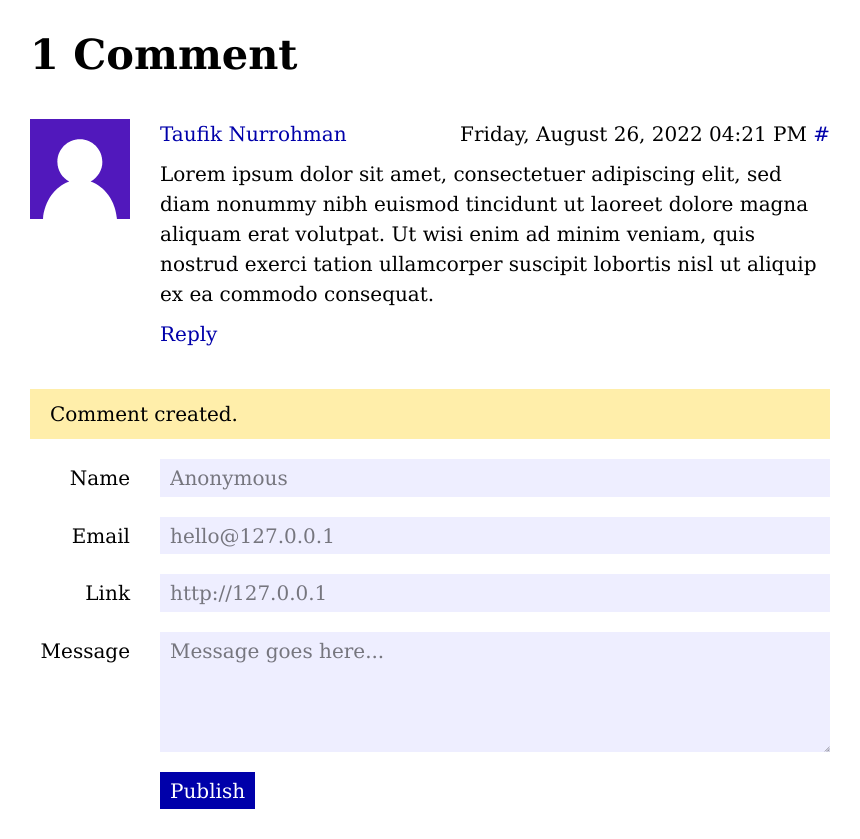 1 Comment
Taufik Nurrohman Friday, August 26, 2022 04:21 PM #
Lorem ipsum dolor sit amet, consectetuer adipiscing elit, sed
diam nonummy nibh euismod tincidunt ut laoreet dolore magna
aliquam erat volutpat. Ut wisi enim ad minim veniam, quis
nostrud exerci tation ullamcorper suscipit lobortis nisl ut aliquip
ex ea commodo consequat.
Reply
Comment created.
Name Anonymous
Email hello@127.0.0.1
Link http://127.0.0.1
Message Message goes here...
Publish